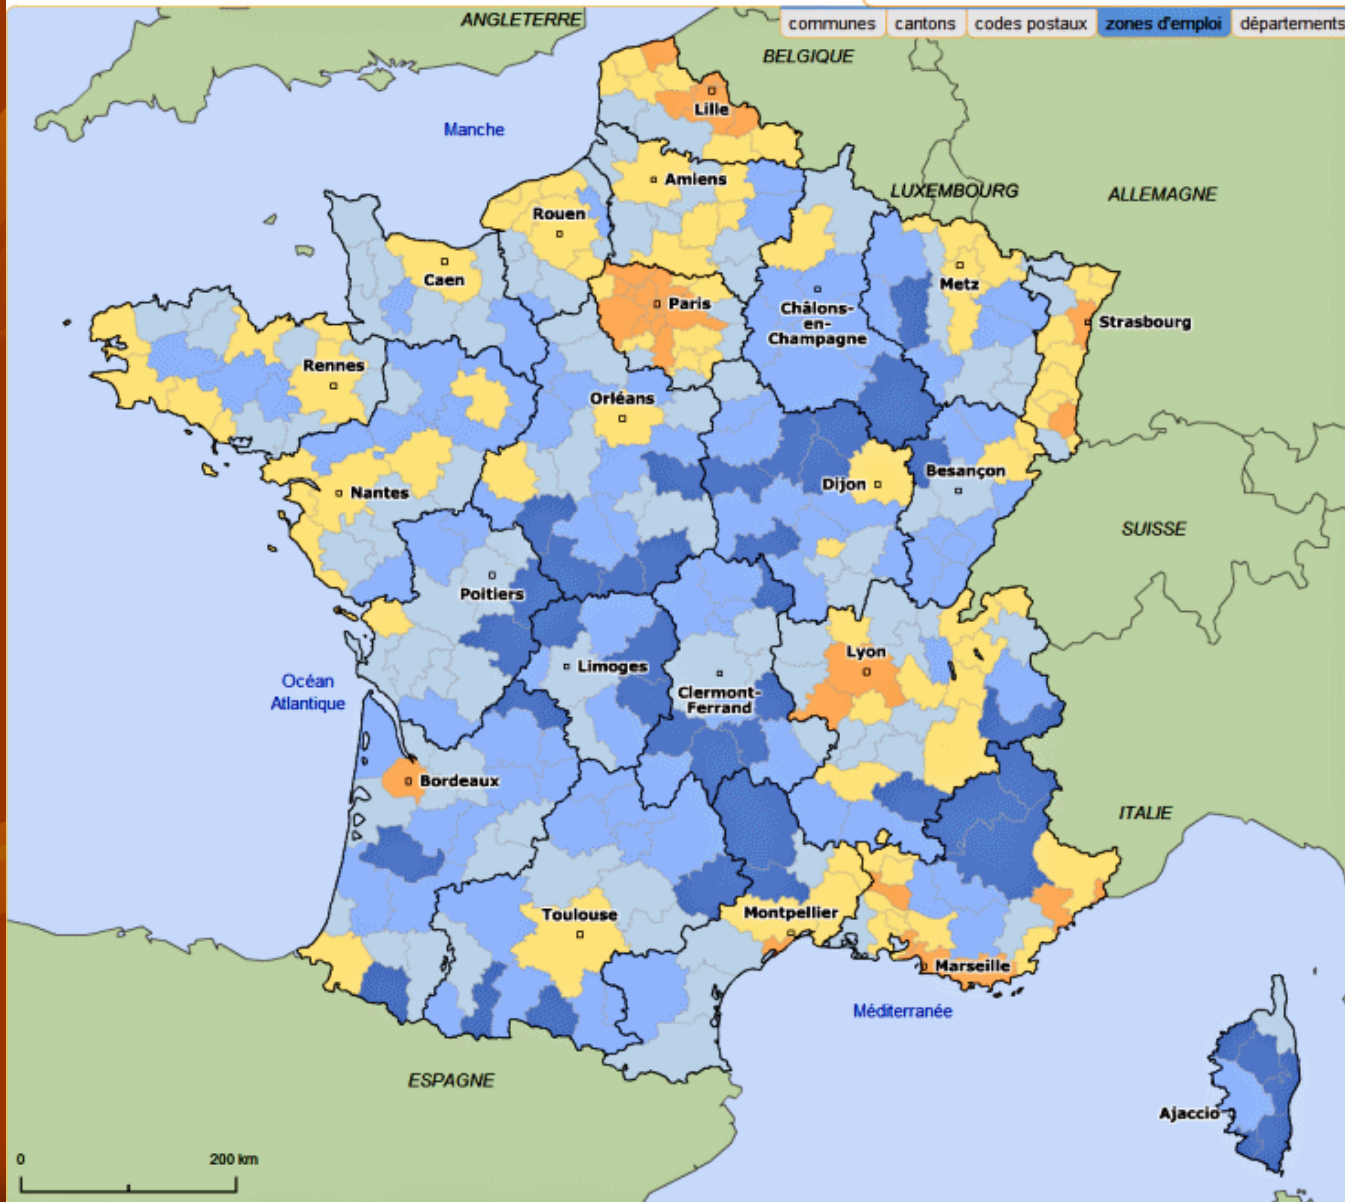 ANGLETERRE
communes
cantons
codes postaux
zones d'emploi
départements
BELGIQUE
Manche
Lille
Amiens
LUXEMBOURG
ALLEMAGNE
Rouen
Caen
Metz
Paris
Châlons-
en-
Champagne
Strasbourg
Rennes
Orléans
Besançon
Dijon
Nantes
SUISSE
Poitiers
Lyon
Limoges
Clermont-
Ferrand
Océan
Atlantique
Bordeaux
ITALIE
Toulouse
Montpellier
Marseille
Méditerranée
ESPAGNE
Ajaccio
0
200 km